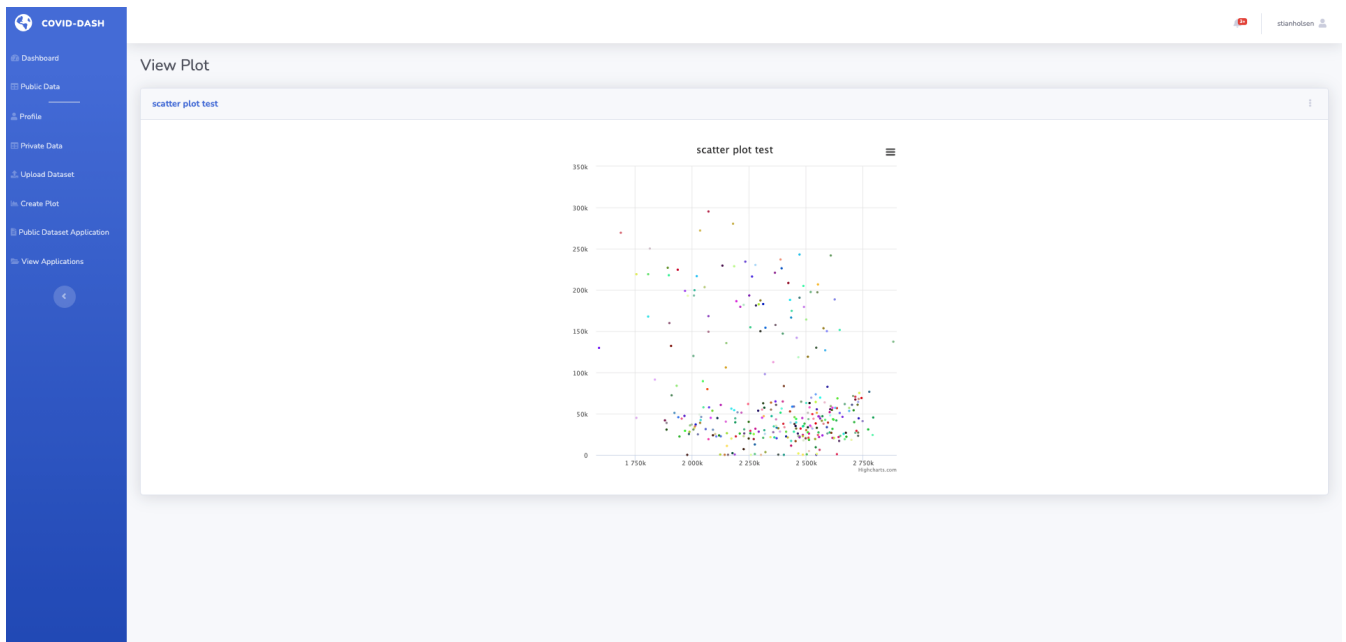 COVID-DASH
3+
stianholsen
Dashboard
Public Data
Profile
Private Data
Upload Dataset
Create Plot
Public Dataset Application
View Applications
View Plot
scatter plot test
scatter plot test
350k
300k
250k
200k
150k
100k
50k
0
1 750k 2 000k 2 250k 2 500k 2 750k
Highcharts.com